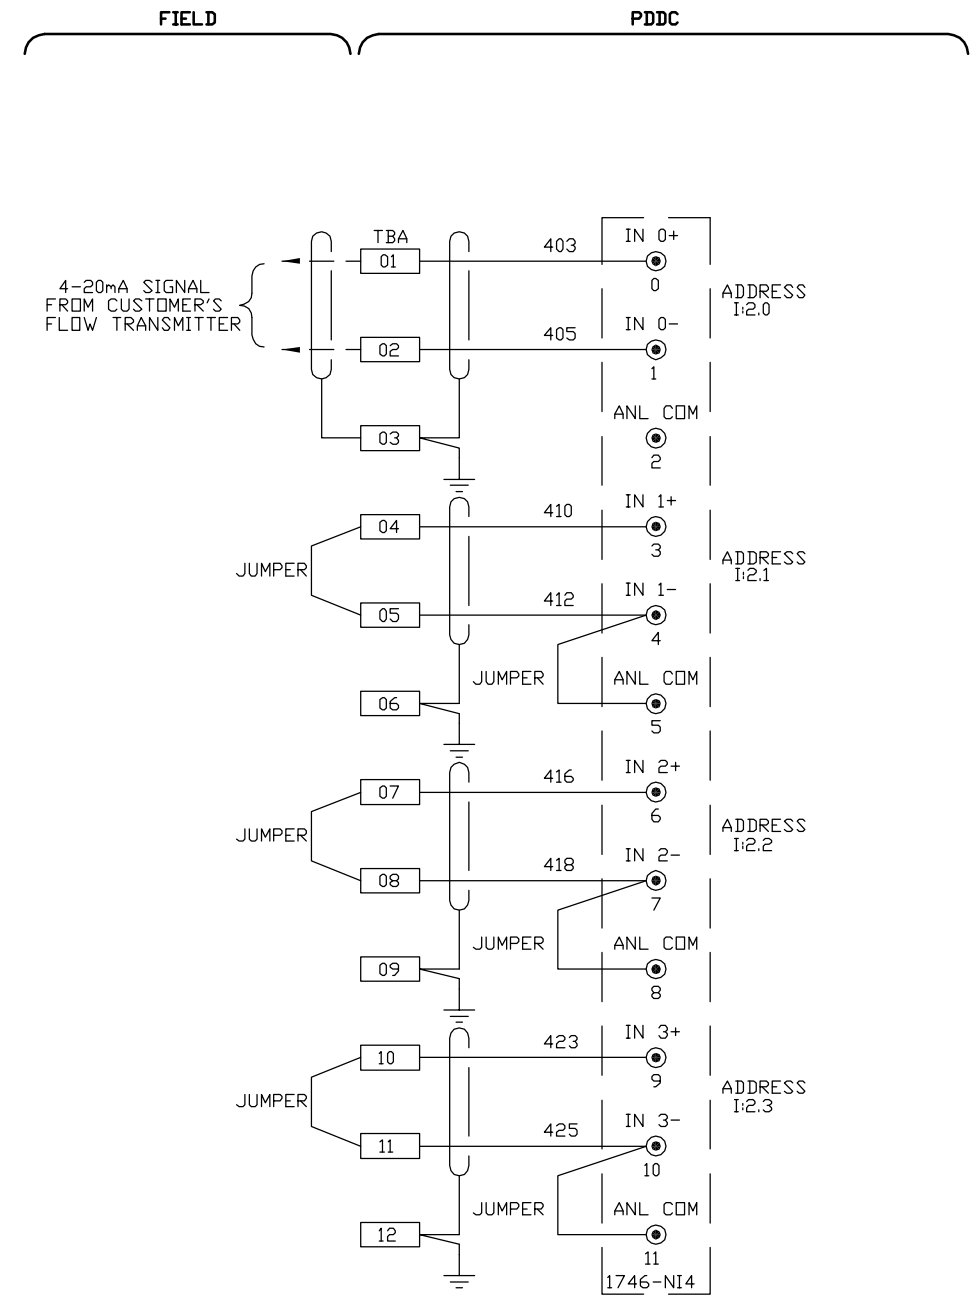 FIELD
PDDC
TBA
01
403
IN 0+
0
4-20mA SIGNAL
FROM CUSTOMER'S
FLOW TRANSMITTER
ADDRESS
I:2.0
02
405
IN 0-
1
03
ANL COM
2
04
410
IN 1+
3
JUMPER
ADDRESS
I:2.1
05
412
IN 1-
4
06
JUMPER
ANL COM
5
07
416
IN 2+
6
JUMPER
ADDRESS
I:2.2
08
418
IN 2-
7
09
JUMPER
ANL COM
8
10
423
IN 3+
9
JUMPER
ADDRESS
I:2.3
11
425
IN 3-
10
12
JUMPER
ANL COM
11
1746-NI4